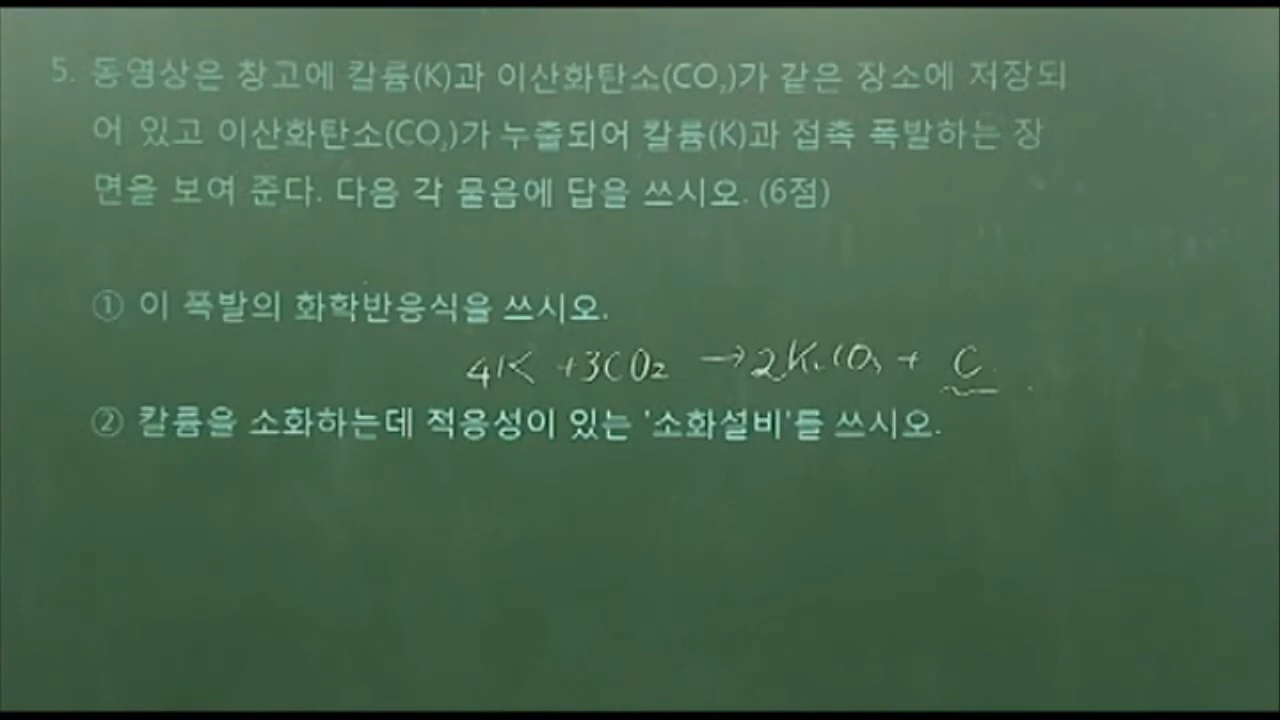 5. 동영상은 창고에 칼륨(K)과 이산화탄소(CO₂)가 같은 장소에 저장되
어 있고 이산화탄소(CO₂)가 누출되어 칼륨(K)과 접촉 폭발하는 장
면을 보여 준다. 다음 각 물음에 답을 쓰시오. (6점)
① 이 폭발의 화학반응식을 쓰시오.
4K + 3CO₂ → 2K₂CO₃ + C
② 칼륨을 소화하는데 적용성이 있는 '소화설비'를 쓰시오.